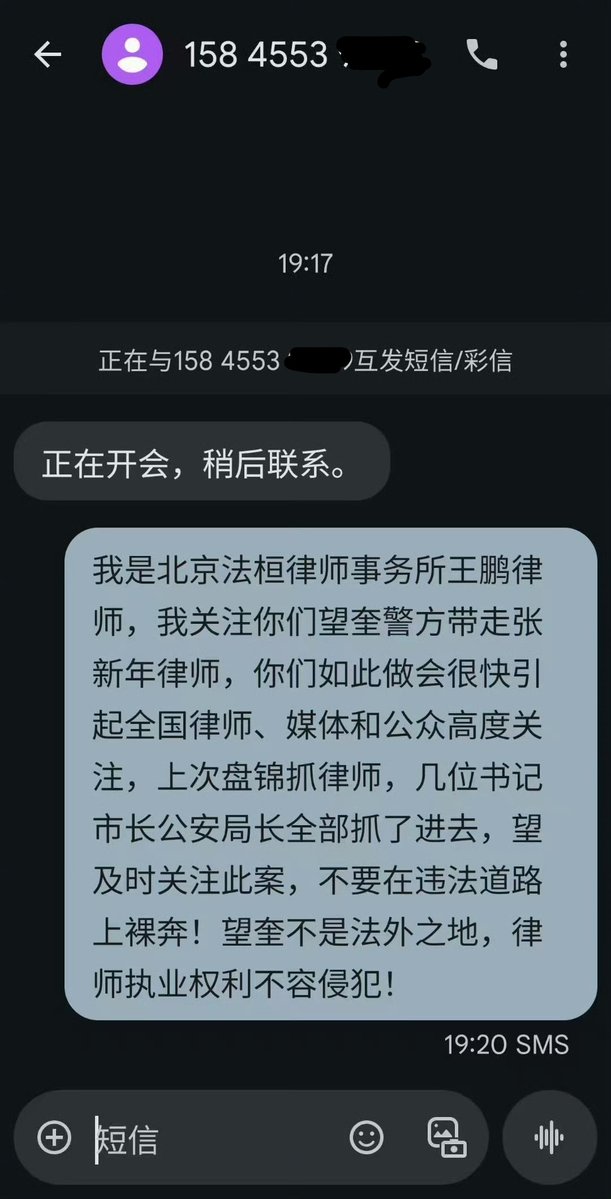 158 4553
19:17
正在与158 4553 互发短信/彩信
正在开会，稍后联系。
我是北京法桓律师事务所王鹏律
师，我关注你们望奎警方带走张
新年律师，你们如此做会很快引
起全国律师、媒体和公众高度关
注，上次盘锦抓律师，几位书记
市长公安局长全部抓了进去，望
及时关注此案，不要在违法道路
上裸奔！望奎不是法外之地，律
师执业权利不容侵犯！
19:20 SMS
短信